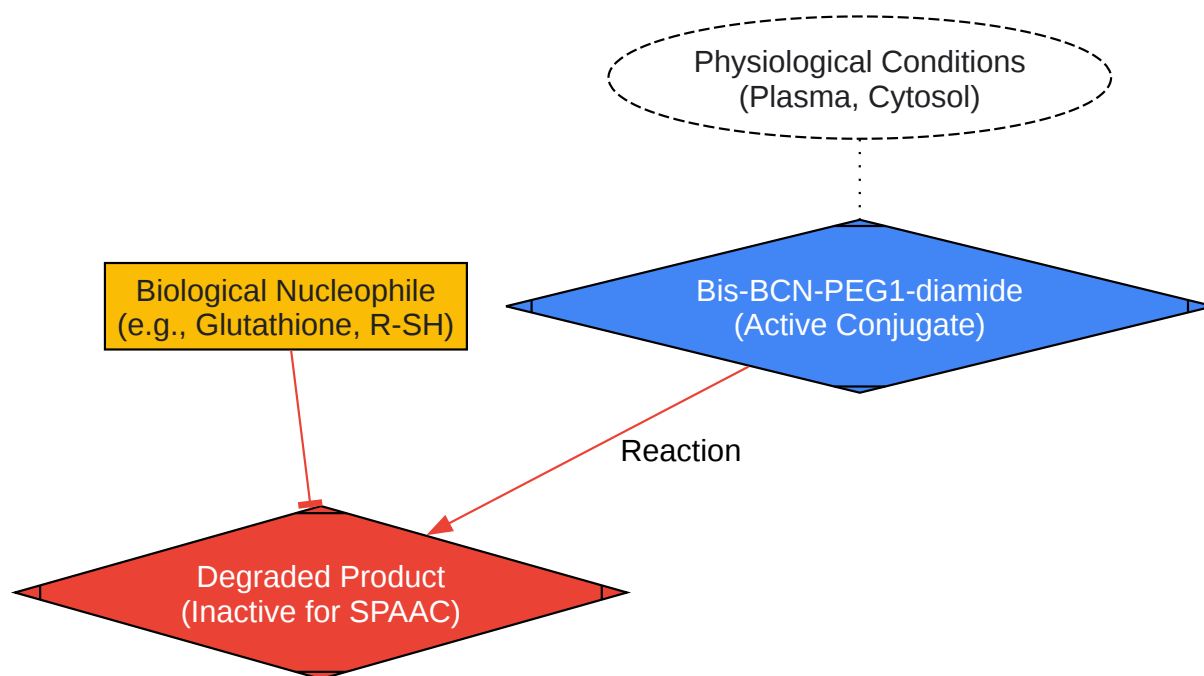 Physiological Conditions
(Plasma, Cytosol)
Biological Nucleophile
(e.g., Glutathione, R-SH)
Bis-BCN-PEG1-diamide
(Active Conjugate)
Reaction
Degraded Product
(Inactive for SPAAC)